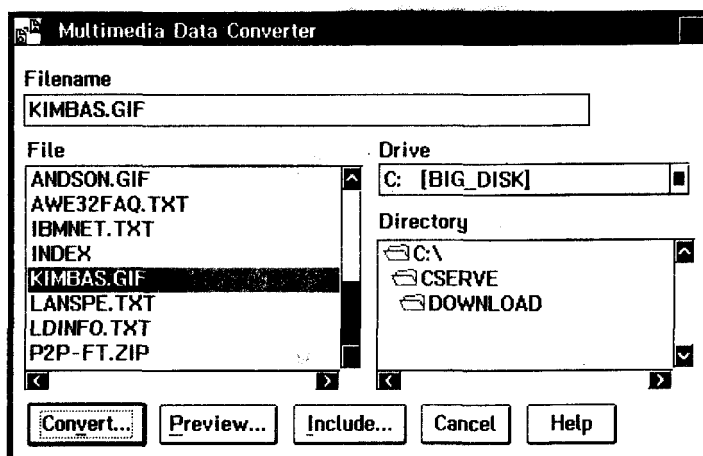 Multimedia Data Converter
Filename
KIMBAS.GIF
File
ANDSON.GIF
AWE32FAQ.TXT
IBMNET.TXT
INDEX
KIMBAS.GIF
LANSPE.TXT
LDINFO.TXT
P2P-FT.ZIP
Drive
C: [BIG_DISK]
Directory
C:\
CSERVE
DOWNLOAD
Convert... Preview... Include... Cancel Help